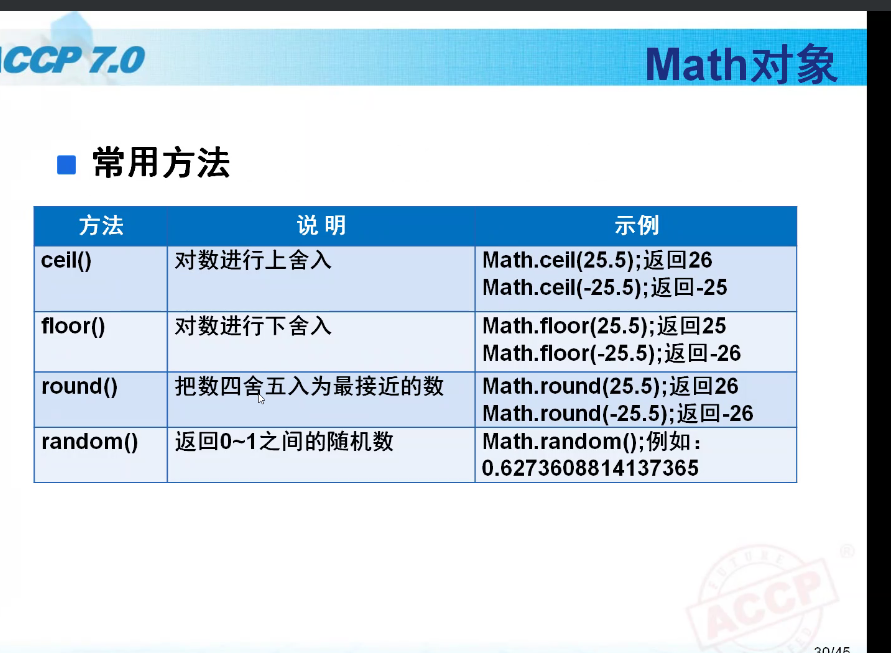 ACCP 7.0
Math对象
常用方法
方法 说 明 示例
ceil() 对数进行上舍入 Math.ceil(25.5);返回26
Math.ceil(-25.5);返回-25
floor() 对数进行下舍入 Math.floor(25.5);返回25
Math.floor(-25.5);返回-26
round() 把数四舍五入为最接近的数 Math.round(25.5);返回26
Math.round(-25.5);返回-26
random() 返回0~1之间的随机数 Math.random();例如：
0.6273608814137365
FUTURE
ACCP
®
30/45